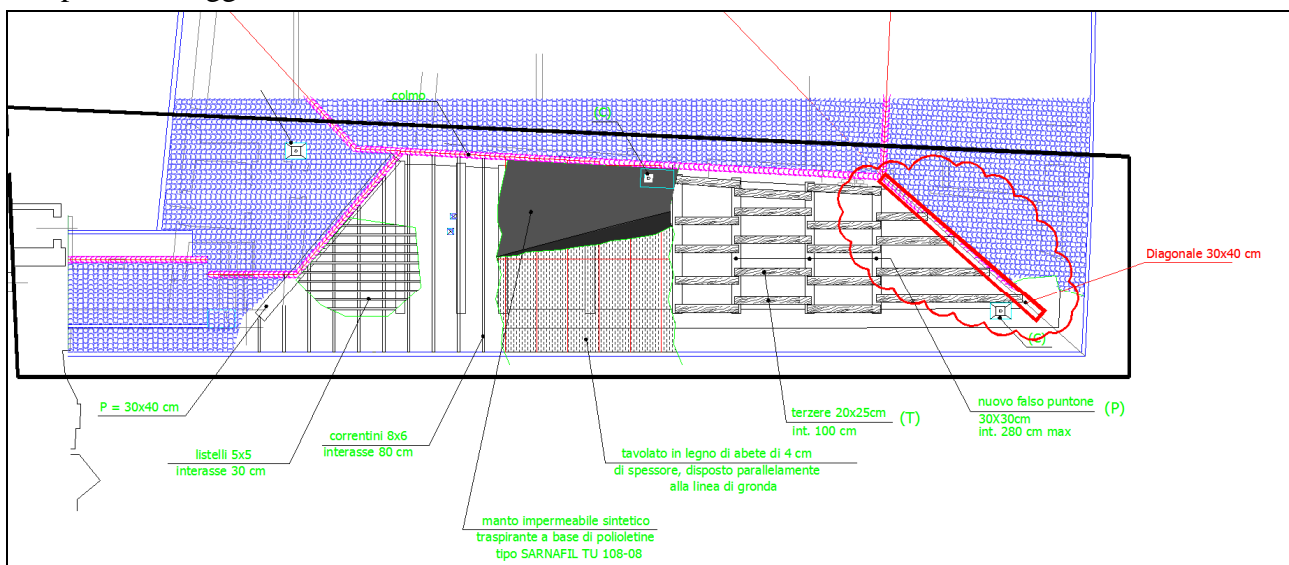 colmo
(S)
Diagonale 30x40 cm
(C)
P = 30x40 cm
listelli 5x5
interasse 30 cm
correntini 8x6
interasse 80 cm
manto impermeabile sintetico
traspirante a base di polioletine
tipo SARNAFIL TU 108-08
tavolato in legno di abete di 4 cm
di spessore, disposto parallelamente
alla linea di gronda
terzere 20x25cm (T)
int. 100 cm
nuovo falso puntone (P)
30X30cm
int. 280 cm max